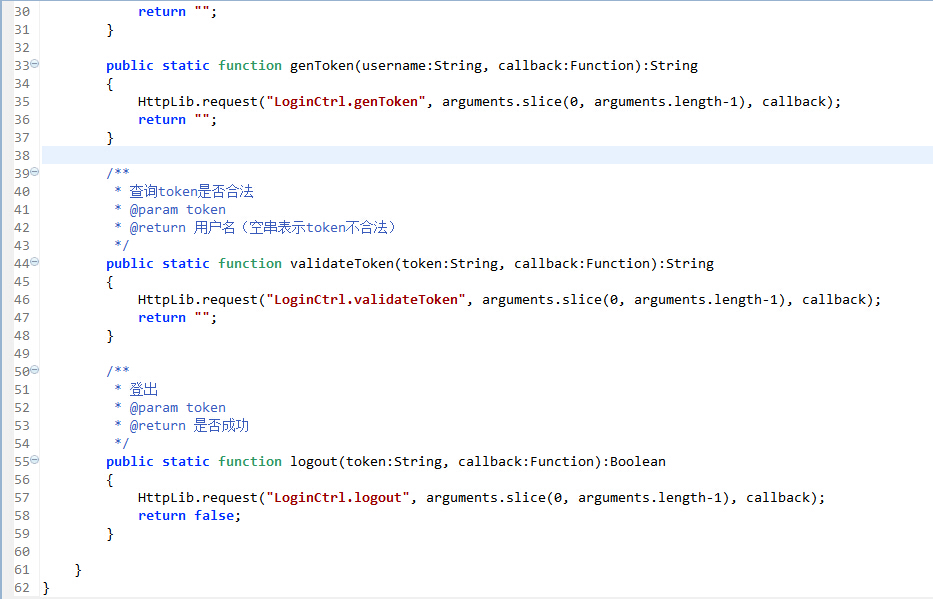 30             return "";
31         }
32
33         public static function genToken(username:String, callback:Function):String
34         {
35             HttpLib.request("LoginCtrl.genToken", arguments.slice(0, arguments.length-1), callback);
36             return "";
37         }
38
39         /**
40          * 查询token是否合法
41          * @param token
42          * @return 用户名（空串表示token不合法）
43          */
44         public static function validateToken(token:String, callback:Function):String
45         {
46             HttpLib.request("LoginCtrl.validateToken", arguments.slice(0, arguments.length-1), callback);
47             return "";
48         }
49
50         /**
51          * 登出
52          * @param token
53          * @return 是否成功
54          */
55         public static function logout(token:String, callback:Function):Boolean
56         {
57             HttpLib.request("LoginCtrl.logout", arguments.slice(0, arguments.length-1), callback);
58             return false;
59         }
60
61     }
62 }